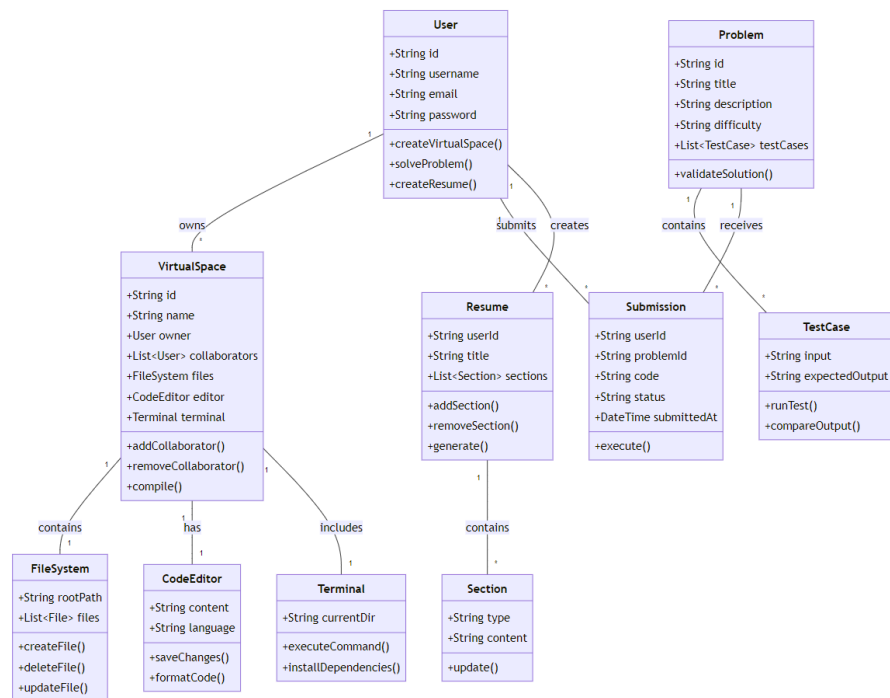 User
+String id
+String username
+String email
+String password
+createVirtualSpace()
+solveProblem()
+createResume()
Problem
+String id
+String title
+String description
+String difficulty
+List<TestCase> testCases
+validateSolution()
1
1
1
1
1
owns
submits
creates
contains
receives
*
*
*
*
*
VirtualSpace
+String id
+String name
+User owner
+List<User> collaborators
+FileSystem files
+CodeEditor editor
+Terminal terminal
+addCollaborator()
+removeCollaborator()
+compile()
Resume
+String userId
+String title
+List<Section> sections
+addSection()
+removeSection()
+generate()
Submission
+String userId
+String problemId
+String code
+String status
+DateTime submittedAt
+execute()
TestCase
+String input
+String expectedOutput
+runTest()
+compareOutput()
1
1
1
1
contains
has
includes
contains
1
1
1
*
FileSystem
+String rootPath
+List<File> files
+createFile()
+deleteFile()
+updateFile()
CodeEditor
+String content
+String language
+saveChanges()
+formatCode()
Terminal
+String currentDir
+executeCommand()
+installDependencies()
Section
+String type
+String content
+update()